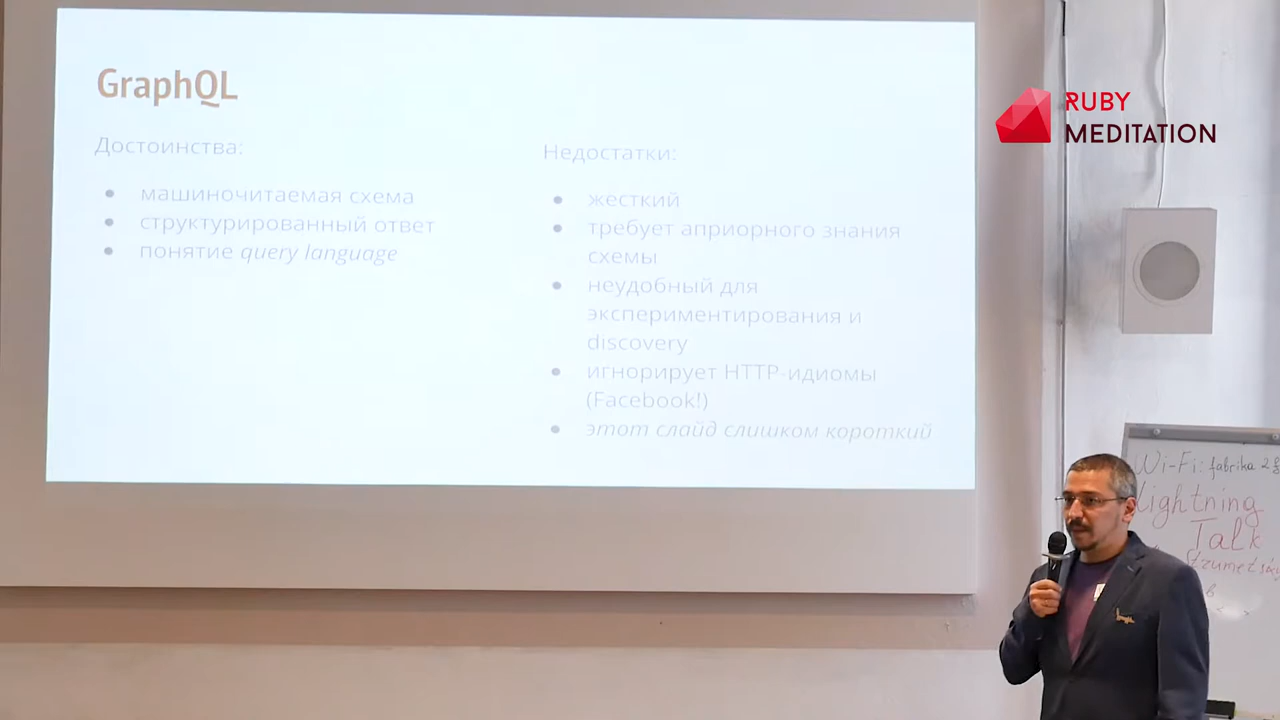 GraphQL
Достоинства:
машиночитаемая схема
структурированный ответ
понятие query language
Недостатки:
жесткий
требует априорного знания
схемы
неудобный для
экспериментирования и
discovery
игнорирует HTTP-идиомы
(Facebook!)
этот слайд слишком короткий
RUBY
MEDITATION
Wi-Fi: fabrika
Lightning
Talk